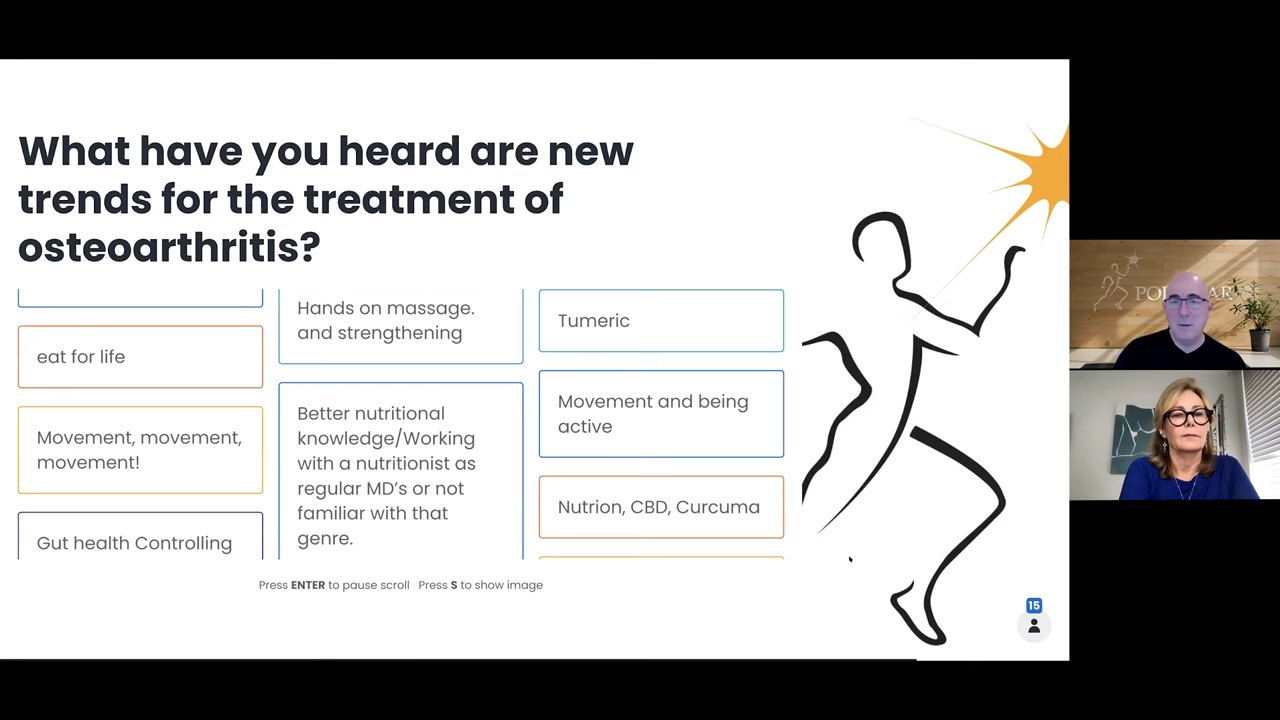 What have you heard are new
trends for the treatment of
osteoarthritis?
eat for life
Movement, movement,
movement!
Gut health Controlling
Hands on massage.
and strengthening
Better nutritional
knowledge/Working
with a nutritionist as
regular MD's or not
familiar with that
genre.
Tumeric
Movement and being
active
Nutrion, CBD, Curcuma
Press ENTER to pause scroll Press S to show image
15